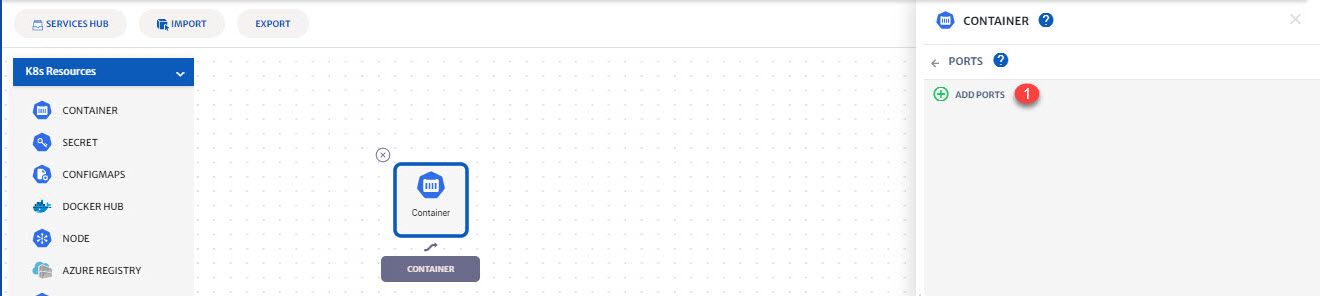 SERVICES HUB
IMPORT
EXPORT
K8s Resources
CONTAINER
SECRET
CONFIGMAPS
DOCKER HUB
NODE
AZURE REGISTRY
Container
CONTAINER
CONTAINER ?
PORTS ?
ADD PORTS 1